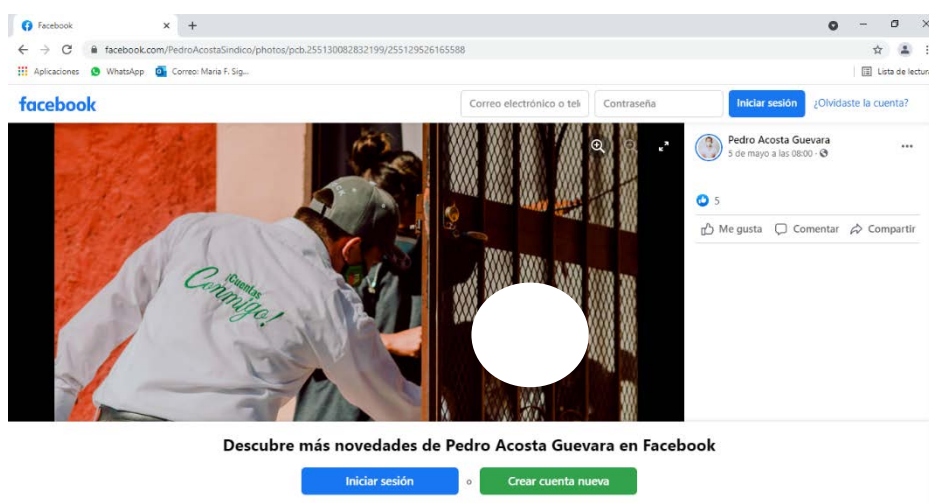 Facebook
facebook.com/PedroAcostaSindico/photos/pcb.255130082832199/255129526165588
Aplicaciones WhatsApp Correo: Maria F. Sig... Lista de lectura
facebook Correo electrónico o telé Contraseña Iniciar sesión ¿Olvidaste la cuenta?
Pedro Acosta Guevara
5 de mayo a las 08:00
5
Me gusta Comentar Compartir
¡Cuentas
Conmigo!
Descubre más novedades de Pedro Acosta Guevara en Facebook
Iniciar sesión o Crear cuenta nueva